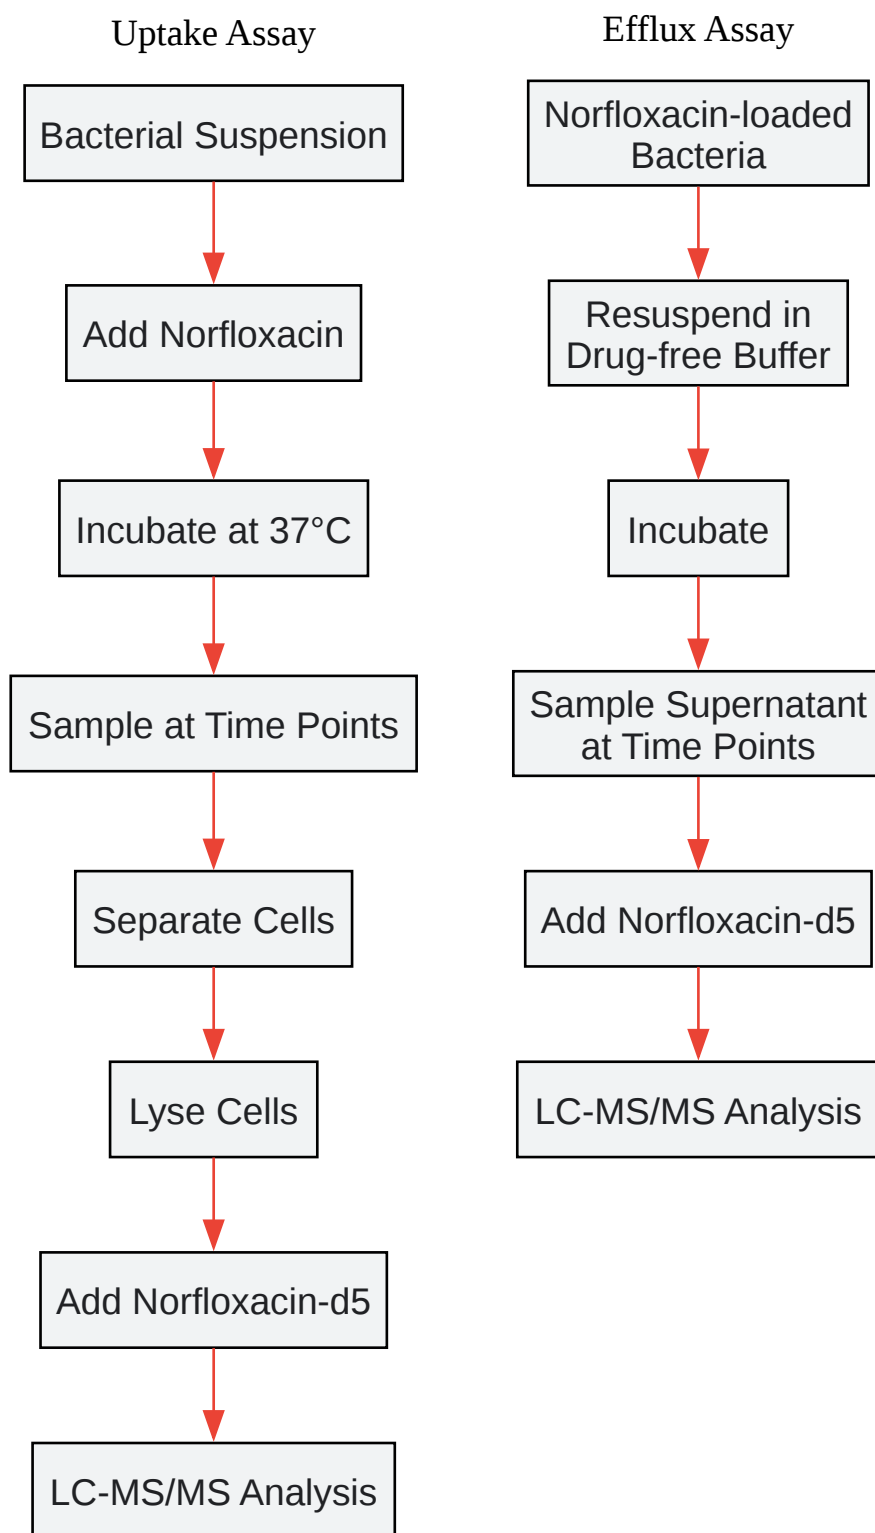 Uptake Assay
Bacterial Suspension
Add Norfloxacin
Incubate at 37°C
Sample at Time Points
Separate Cells
Lyse Cells
Add Norfloxacin-d5
LC-MS/MS Analysis
Efflux Assay
Norfloxacin-loaded
Bacteria
Resuspend in
Drug-free Buffer
Incubate
Sample Supernatant
at Time Points
Add Norfloxacin-d5
LC-MS/MS Analysis